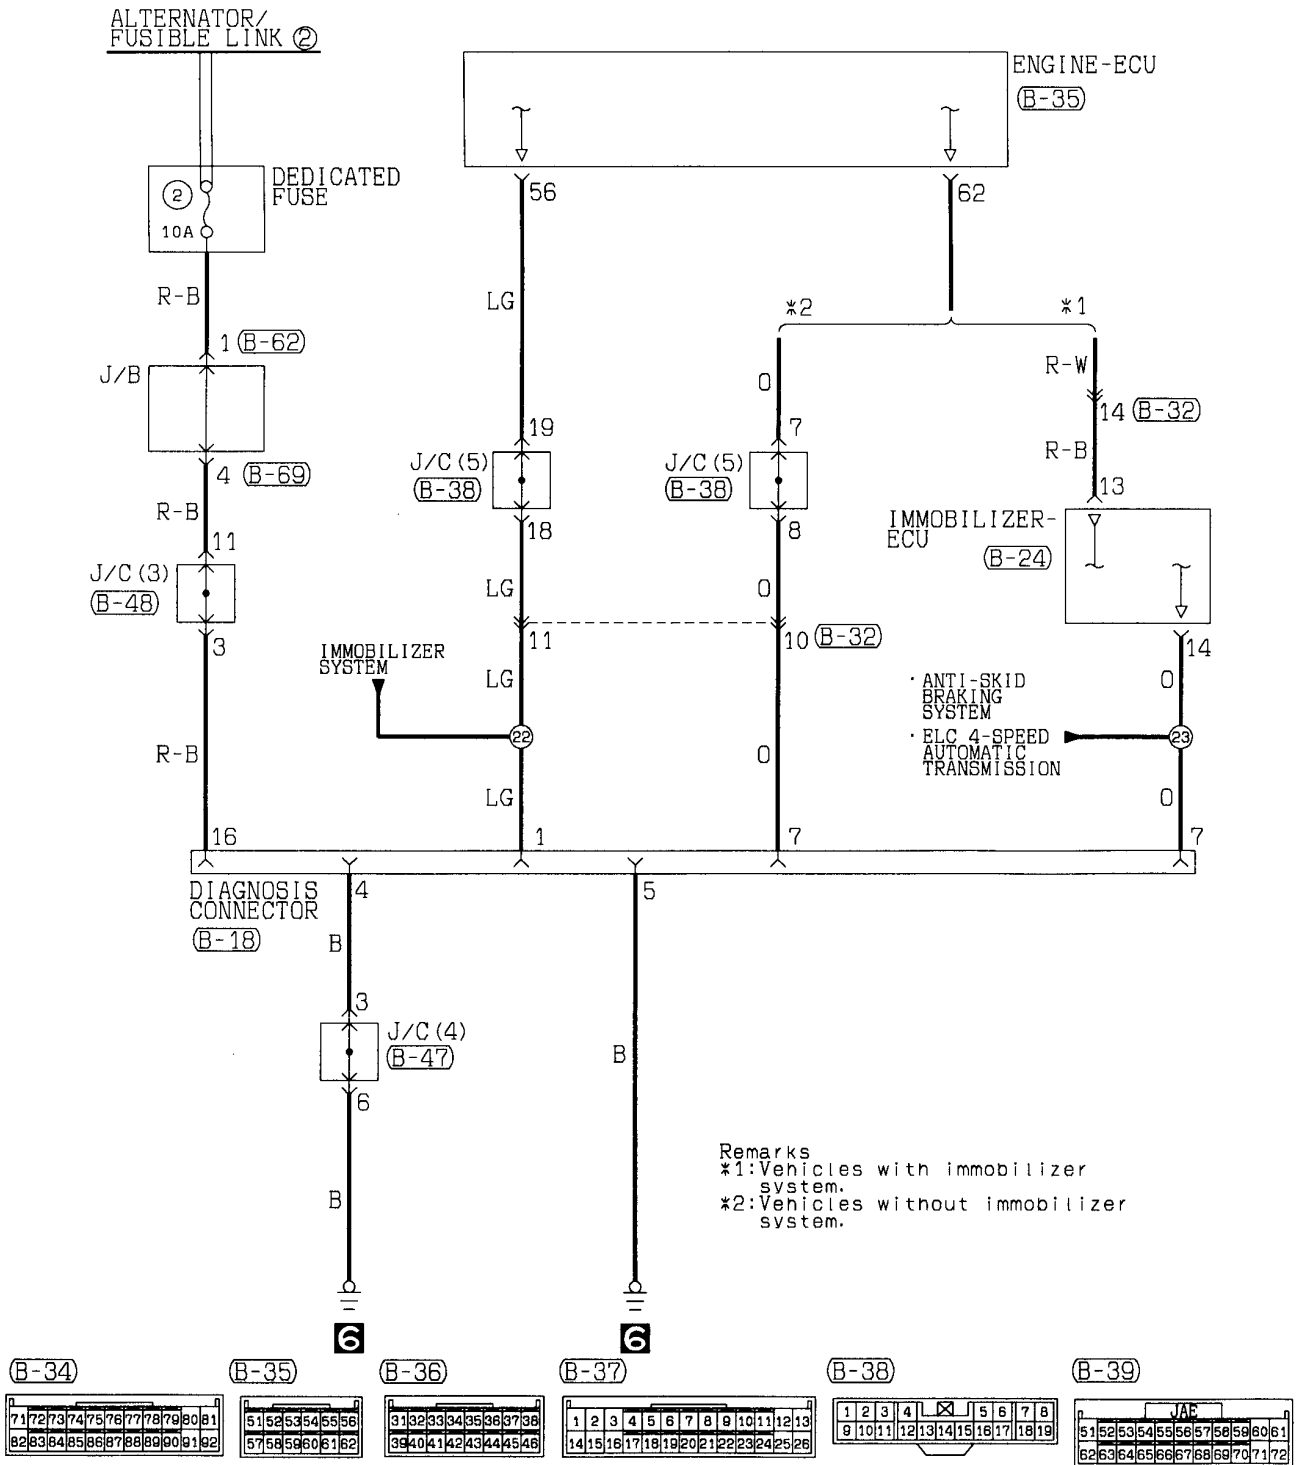 ALTERNATOR/
FUSIBLE LINK ②
ENGINE-ECU
(B-35)
DEDICATED
FUSE
②
10A
56
62
R-B
LG
*2
*1
1 (B-62)
J/B
O
R-W
14 (B-32)
R-B
19
7
4 (B-69)
J/C(5)
(B-38)
J/C(5)
(B-38)
13
R-B
18
8
IMMOBILIZER-
ECU
(B-24)
11
J/C(3)
(B-48)
LG
O
3
11
10 (B-32)
14
IMMOBILIZER
SYSTEM
LG
O
· ANTI-SKID
BRAKING
SYSTEM
· ELC 4-SPEED
AUTOMATIC
TRANSMISSION
22
23
R-B
O
LG
O
16
1
7
7
DIAGNOSIS
CONNECTOR
(B-18)
4
5
B
3
J/C(4)
(B-47)
B
6
B
Remarks
*1:Vehicles with immobilizer
system.
*2:Vehicles without immobilizer
system.
6
6
(B-34)
(B-35)
(B-36)
(B-37)
(B-38)
(B-39)
71 72 73 74 75 76 77 78 79 80 81
82 83 84 85 86 87 88 89 90 91 92
51 52 53 54 55 56
57 58 59 60 61 62
31 32 33 34 35 36 37 38
39 40 41 42 43 44 45 46
1 2 3 4 5 6 7 8 9 10 11 12 13
14 15 16 17 18 19 20 21 22 23 24 25 26
1 2 3 4 5 6 7 8
9 10 11 12 13 14 15 16 17 18 19
JAE
51 52 53 54 55 56 57 58 59 60 61
62 63 64 65 66 67 68 69 70 71 72